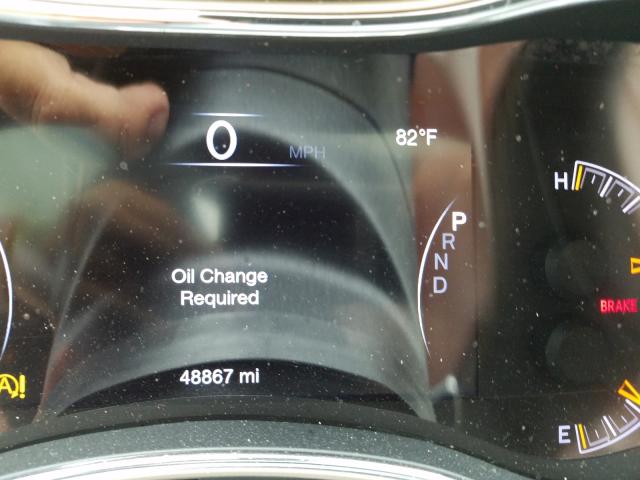 0 MPH 82°F
H
P
R
N
D
Oil Change
Required
BRAKE
48867 mi
A!
E